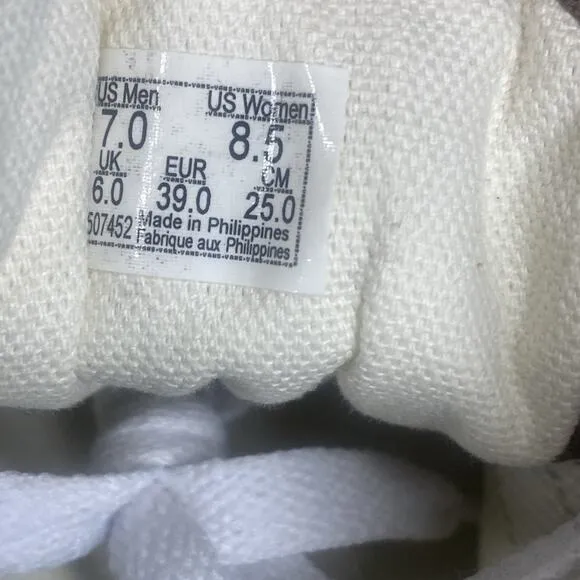 US Men US Women
7.0 8.5
UK EUR CM
6.0 39.0 25.0
507452 Made in Philippines
Fabrique aux Philippines